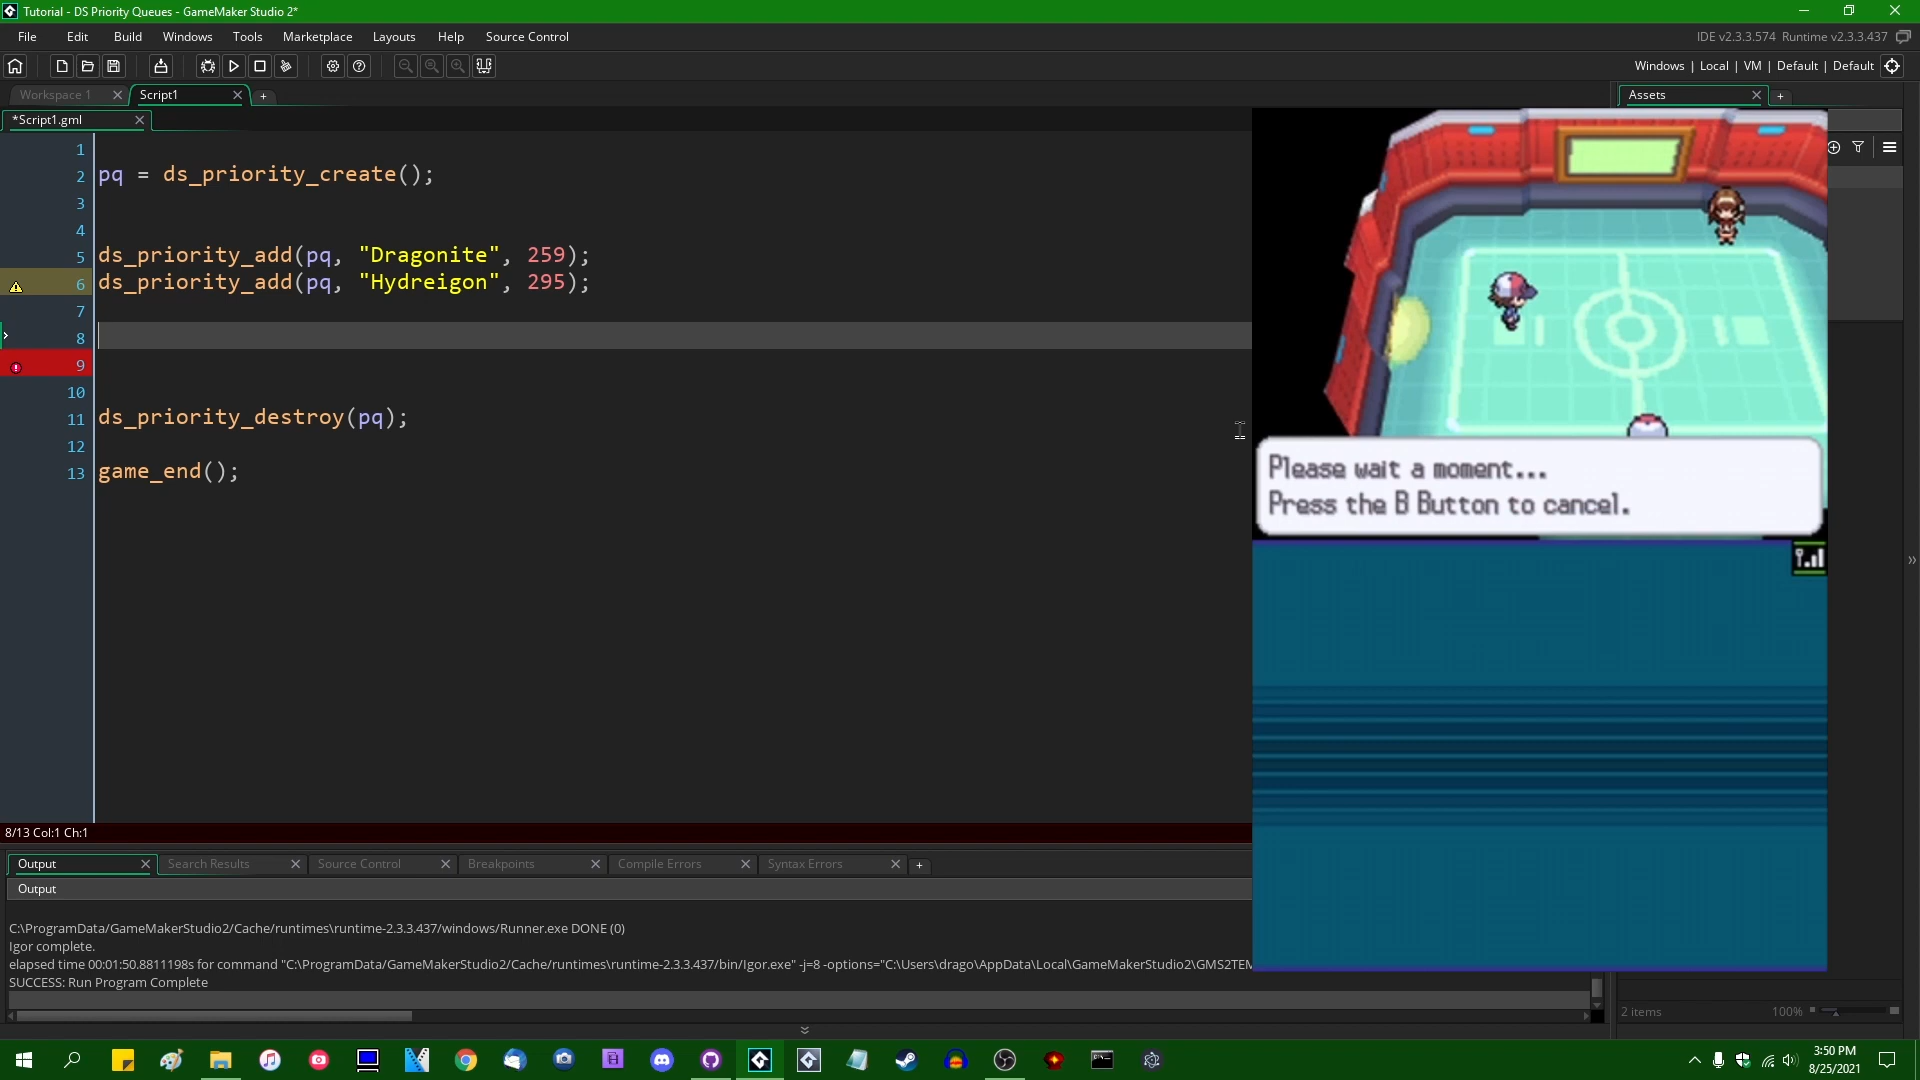 Tutorial - DS Priority Queues - GameMaker Studio 2*
File Edit Build Windows Tools Marketplace Layouts Help Source Control
IDE v2.3.3.574 Runtime v2.3.3.437
Windows | Local | VM | Default | Default
Workspace 1
Script1
Assets
*Script1.gml
1
2 pq = ds_priority_create();
3
4
5 ds_priority_add(pq, "Dragonite", 259);
6 ds_priority_add(pq, "Hydreigon", 295);
7
8
9
10
11 ds_priority_destroy(pq);
12
13 game_end();
Please wait a moment...
Press the B Button to cancel.
8/13 Col:1 Ch:1
Output Search Results Source Control Breakpoints Compile Errors Syntax Errors
Output
C:\ProgramData/GameMakerStudio2/Cache/runtimes\runtime-2.3.3.437/windows/Runner.exe DONE (0)
Igor complete.
elapsed time 00:01:50.8811198s for command "C:\ProgramData/GameMakerStudio2/Cache/runtimes\runtime-2.3.3.437/bin/Igor.exe" -j=8 -options="C:\Users\drago\AppData\Local\GameMakerStudio2\GMS2TEM
SUCCESS: Run Program Complete
2 items
100%
3:50 PM
8/25/2021